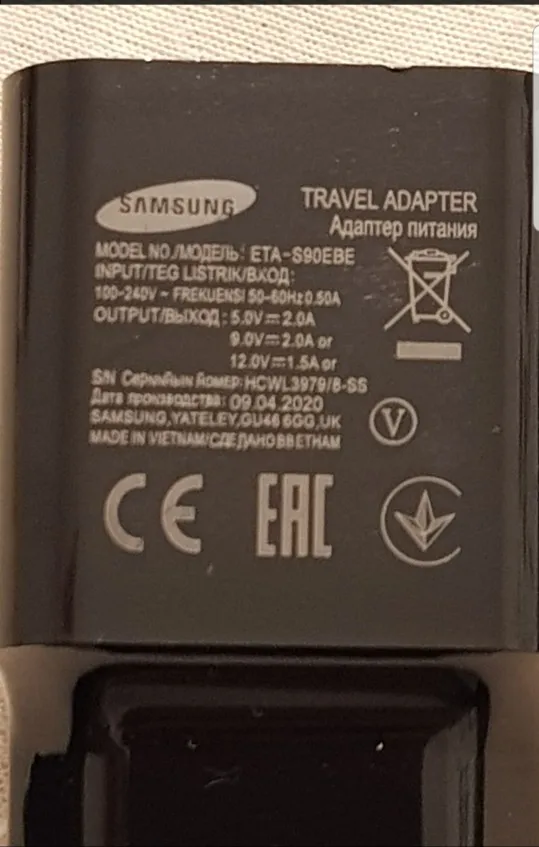 SAMSUNG
TRAVEL ADAPTER
Адаптер питания
MODEL NO./МОДЕЛЬ: ETA-S90EBE
INPUT/TEG LISTRIK/ВХОД:
100-240V ~ FREKUENSI 50-60Hz 0.50A
OUTPUT/ВЫХОД: 5.0V⎓2.0A
9.0V⎓2.0A or
12.0V⎓1.5A or
S/N Серийный Номер: HCWL3979/8-SS
Дата производства: 09.04.2020
SAMSUNG,YATELEY,GU46 6GG,UK
MADE IN VIETNAM/СДЕЛАНО ВВЕТНАМ
V
CE EAC